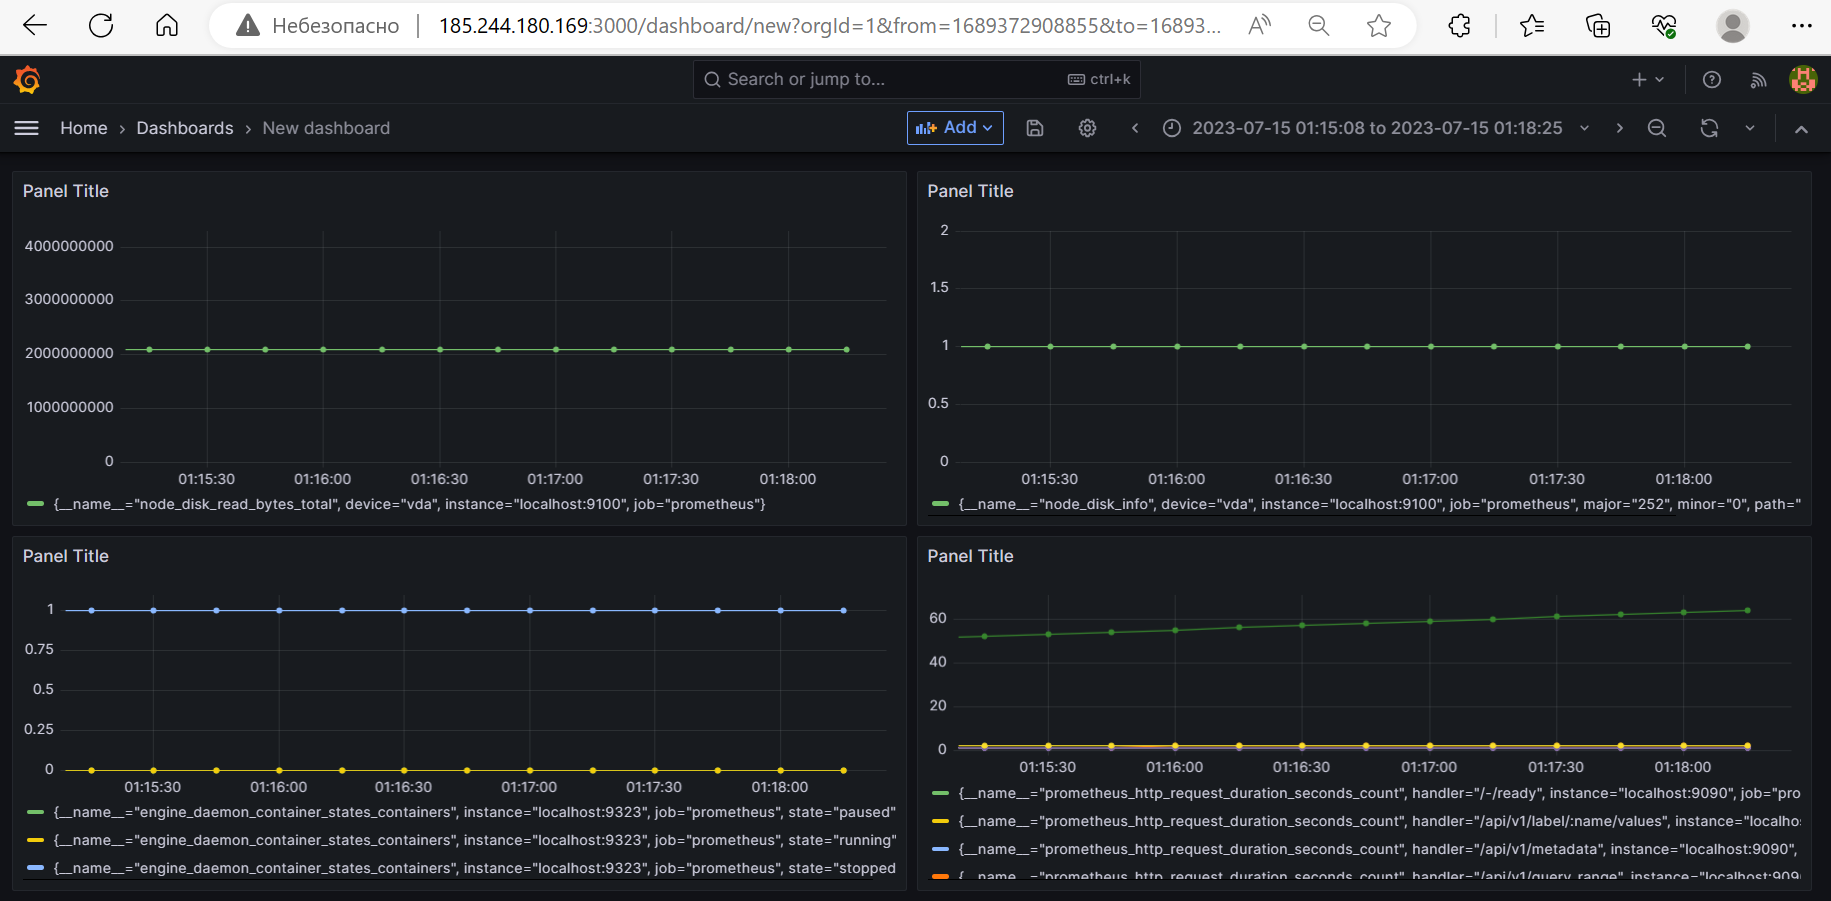 Небезопасно 185.244.180.169:3000/dashboard/new?orgId=1&from=1689372908855&to=16893...
Search or jump to... ctrl+k
Home › Dashboards › New dashboard Add 2023-07-15 01:15:08 to 2023-07-15 01:18:25
Panel Title
4000000000
3000000000
2000000000
1000000000
0
01:15:30 01:16:00 01:16:30 01:17:00 01:17:30 01:18:00
{__name__="node_disk_read_bytes_total", device="vda", instance="localhost:9100", job="prometheus"}
Panel Title
2
1.5
1
0.5
0
01:15:30 01:16:00 01:16:30 01:17:00 01:17:30 01:18:00
{__name__="node_disk_info", device="vda", instance="localhost:9100", job="prometheus", major="252", minor="0", path="
Panel Title
1
0.75
0.5
0.25
0
01:15:30 01:16:00 01:16:30 01:17:00 01:17:30 01:18:00
{__name__="engine_daemon_container_states_containers", instance="localhost:9323", job="prometheus", state="paused"
{__name__="engine_daemon_container_states_containers", instance="localhost:9323", job="prometheus", state="running"
{__name__="engine_daemon_container_states_containers", instance="localhost:9323", job="prometheus", state="stopped
Panel Title
60
40
20
0
01:15:30 01:16:00 01:16:30 01:17:00 01:17:30 01:18:00
{__name__="prometheus_http_request_duration_seconds_count", handler="/-/ready", instance="localhost:9090", job="pro
{__name__="prometheus_http_request_duration_seconds_count", handler="/api/v1/label/:name/values", instance="localho
{__name__="prometheus_http_request_duration_seconds_count", handler="/api/v1/metadata", instance="localhost:9090",
{__name__="prometheus_http_request_duration_seconds_count", handler="/api/v1/query_range", instance="localhost:909